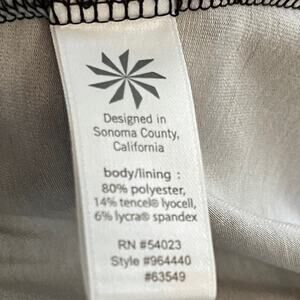 Designed in
Sonoma County,
California
body/lining :
80% polyester,
14% tencel® lyocell,
6% lycra® spandex
RN #54023
Style #964440
#63549